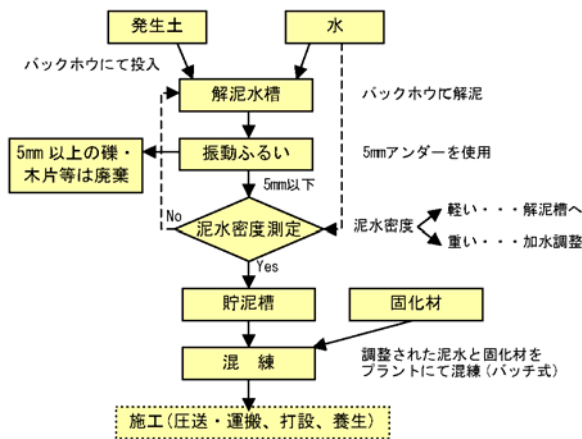 発生土
水
バックホウにて投入
解泥水槽
バックホウに解泥
5mm 以上の礫・
木片等は廃棄
振動ふるい
5mmアンダーを使用
5mm以下
No
泥水密度測定
泥水密度
軽い・・・解泥槽へ
重い・・・加水調整
Yes
貯泥槽
固化材
混 練
調整された泥水と固化材を
プラントにて混練(バッチ式)
施工(圧送・運搬、打設、養生)